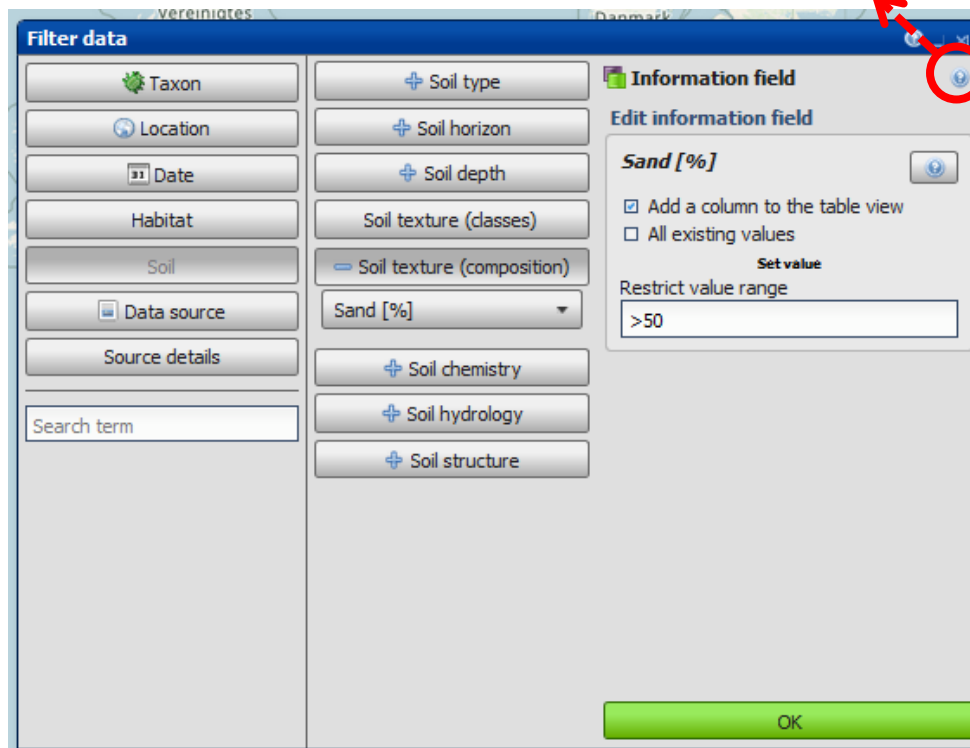 Vereinigtes
Danmark
Filter data
Taxon
Location
31 Date
Habitat
Soil
Data source
Source details
Search term
Soil type
Soil horizon
Soil depth
Soil texture (classes)
Soil texture (composition)
Sand [%]
Soil chemistry
Soil hydrology
Soil structure
Information field
Edit information field
Sand [%]
Add a column to the table view
All existing values
Set value
Restrict value range
>50
OK